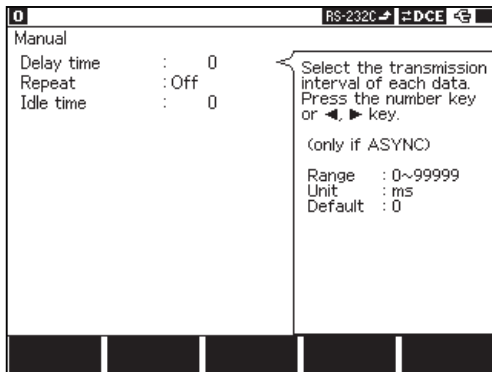 0 RS-232C DCE
Manual
Delay time : 0
Repeat : Off
Idle time : 0
Select the transmission
interval of each data.
Press the number key
or ◄, ► key.
(only if ASYNC)
Range : 0~99999
Unit : ms
Default : 0